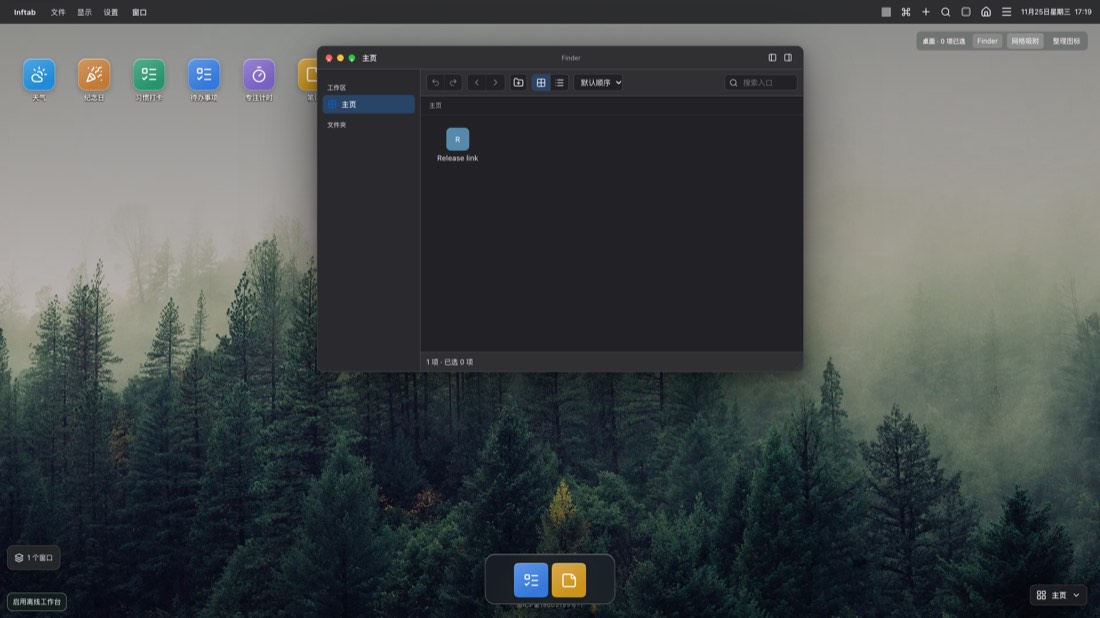 Inftab 文件 显示 设置 窗口
11月25日星期三 17:19
桌面 · 0 项已选 Finder 网格吸附 整理图标
天气 纪念日 习惯打卡 待办事项 专注计时
主页 Finder
工作区
主页
文件夹
默认顺序
搜索入口
主页
R
Release link
1 项 · 已选 0 项
1 个窗口
启用离线工作台
主页